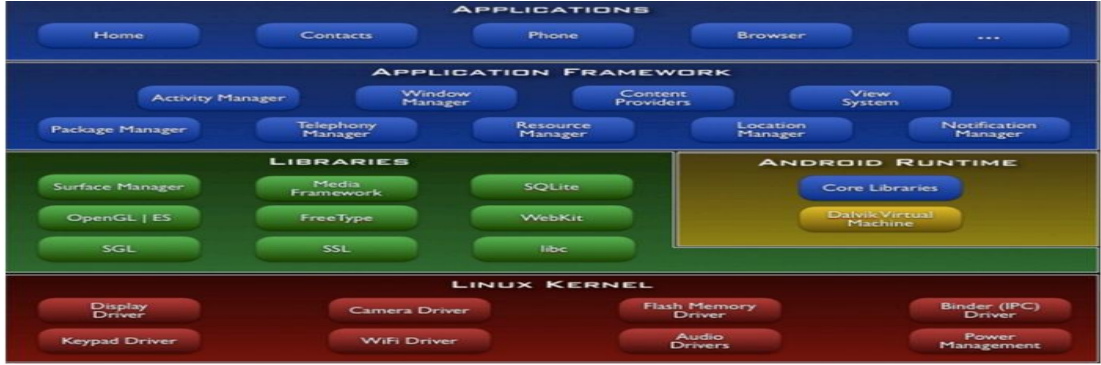 APPLICATIONS
Home
Contacts
Phone
Browser
...
APPLICATION FRAMEWORK
Activity Manager
Window
Manager
Content
Providers
View
System
Package Manager
Telephony
Manager
Resource
Manager
Location
Manager
Notification
Manager
LIBRARIES
Surface Manager
Media
Framework
SQLite
OpenGL | ES
FreeType
WebKit
SGL
SSL
libc
ANDROID RUNTIME
Core Libraries
Dalvik Virtual
Machine
LINUX KERNEL
Display
Driver
Camera Driver
Flash Memory
Driver
Binder (IPC)
Driver
Keypad Driver
WiFi Driver
Audio
Drivers
Power
Management